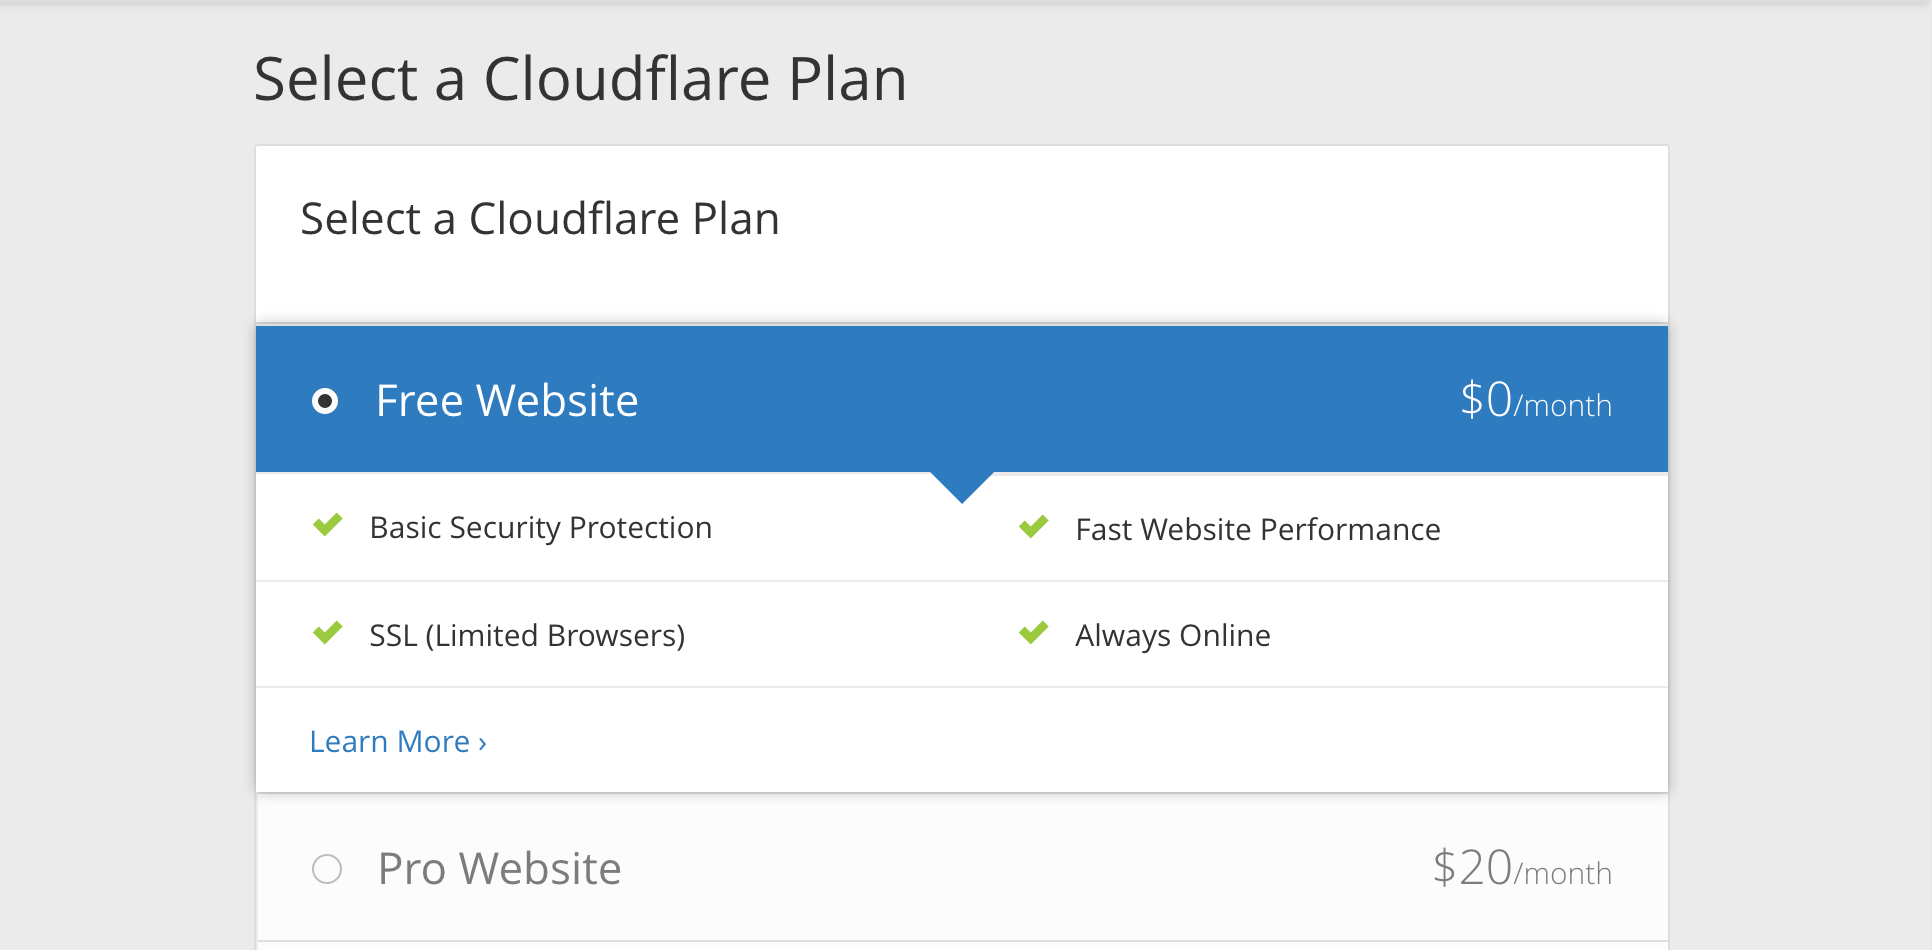 Select a Cloudflare Plan
Select a Cloudflare Plan
Free Website $0/month
Basic Security Protection Fast Website Performance
SSL (Limited Browsers) Always Online
Learn More ›
Pro Website $20/month